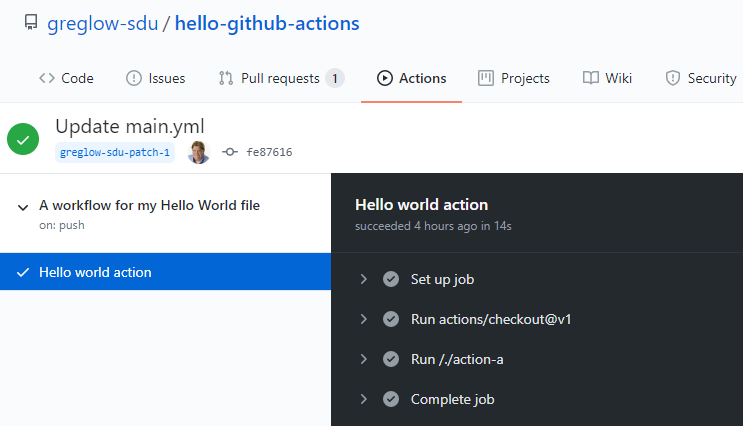 greglow-sdu / hello-github-actions
Code Issues Pull requests 1 Actions Projects Wiki Security
Update main.yml
greglow-sdu-patch-1 fe87616
A workflow for my Hello World file
on: push
Hello world action
Hello world action
succeeded 4 hours ago in 14s
Set up job
Run actions/checkout@v1
Run /./action-a
Complete job